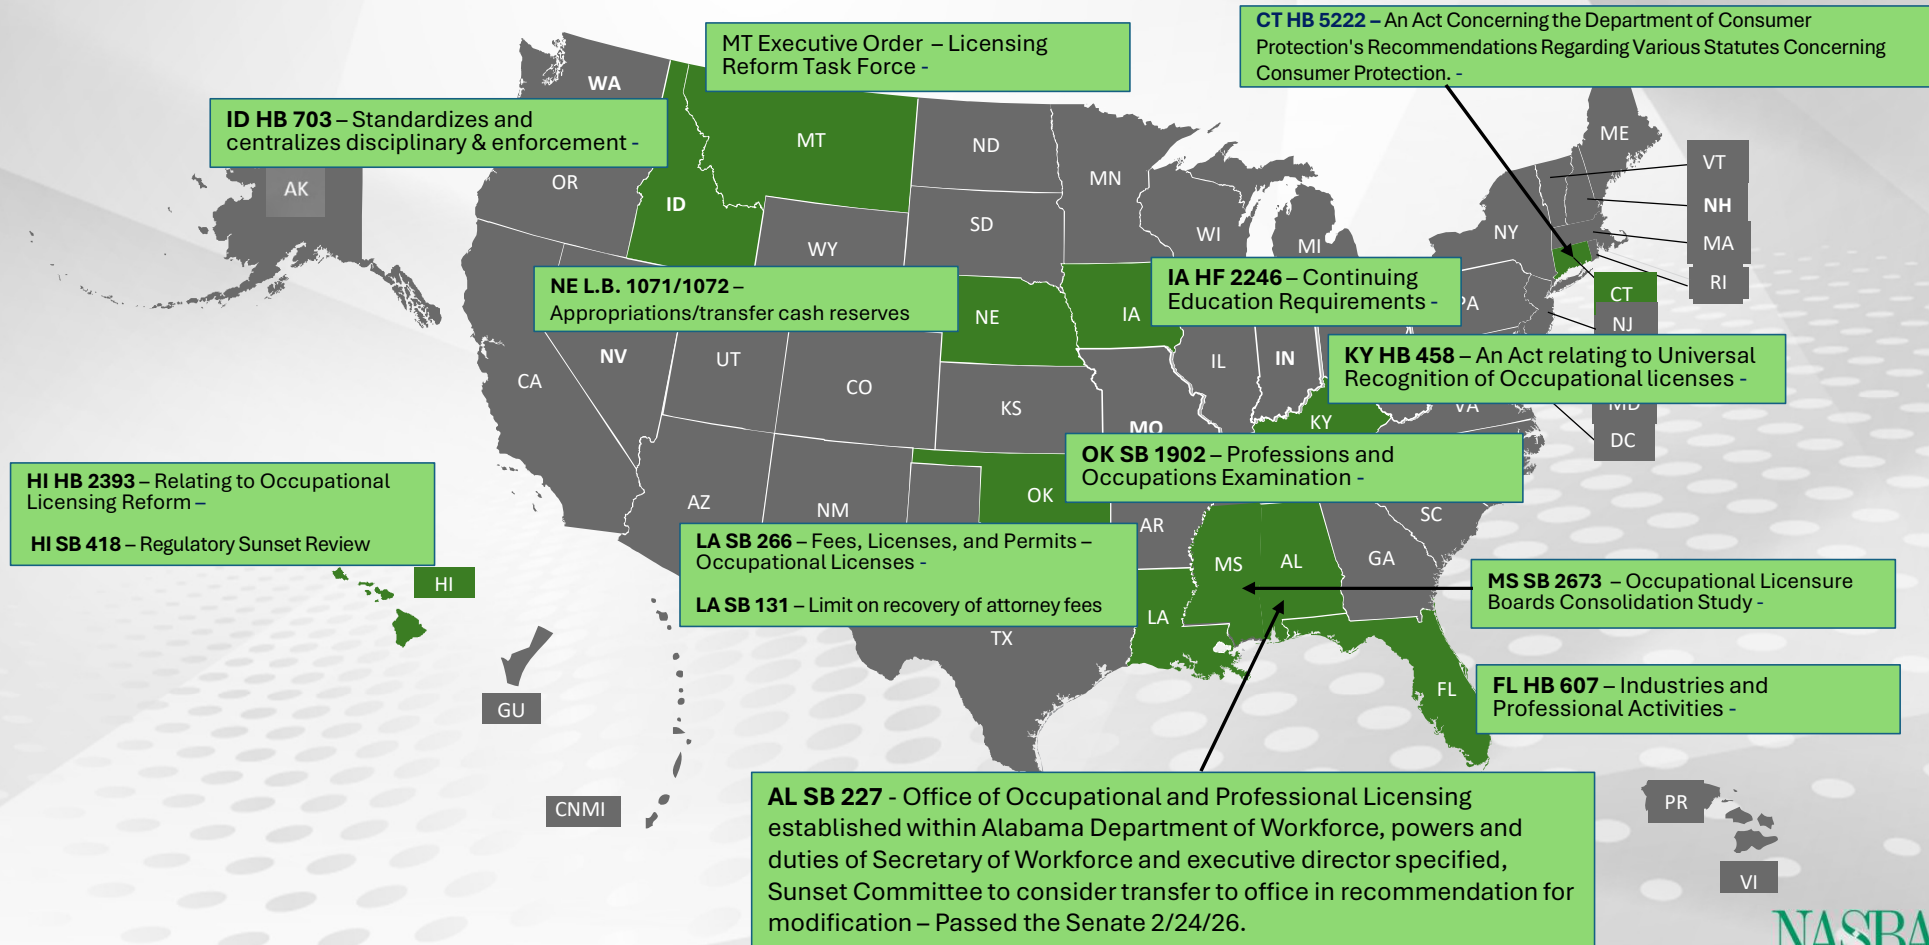 CT HB 5222 – An Act Concerning the Department of Consumer
Protection's Recommendations Regarding Various Statutes Concerning
Consumer Protection. -
MT Executive Order – Licensing
Reform Task Force -
ID HB 703 – Standardizes and
centralizes disciplinary & enforcement -
WA
MT
ND
MN
ME
VT
AK
OR
ID
SD
WI
MI
NY
NH
MA
RI
WY
NE L.B. 1071/1072 –
Appropriations/transfer cash reserves
NE
IA
IA HF 2246 – Continuing
Education Requirements -
PA
CT
NJ
NV
UT
CO
CA
KS
MO
IL
IN
KY HB 458 – An Act relating to Universal
Recognition of Occupational licenses -
KY
VA
MD
DC
OK SB 1902 – Professions and
Occupations Examination -
HI HB 2393 – Relating to Occupational
Licensing Reform –
HI SB 418 – Regulatory Sunset Review
HI
AZ
NM
OK
AR
SC
LA SB 266 – Fees, Licenses, and Permits –
Occupational Licenses -
LA SB 131 – Limit on recovery of attorney fees
MS
AL
GA
MS SB 2673 – Occupational Licensure
Boards Consolidation Study -
LA
TX
FL
FL HB 607 – Industries and
Professional Activities -
GU
CNMI
AL SB 227 - Office of Occupational and Professional Licensing
established within Alabama Department of Workforce, powers and
duties of Secretary of Workforce and executive director specified,
Sunset Committee to consider transfer to office in recommendation for
modification – Passed the Senate 2/24/26.
PR
VI
NASBA